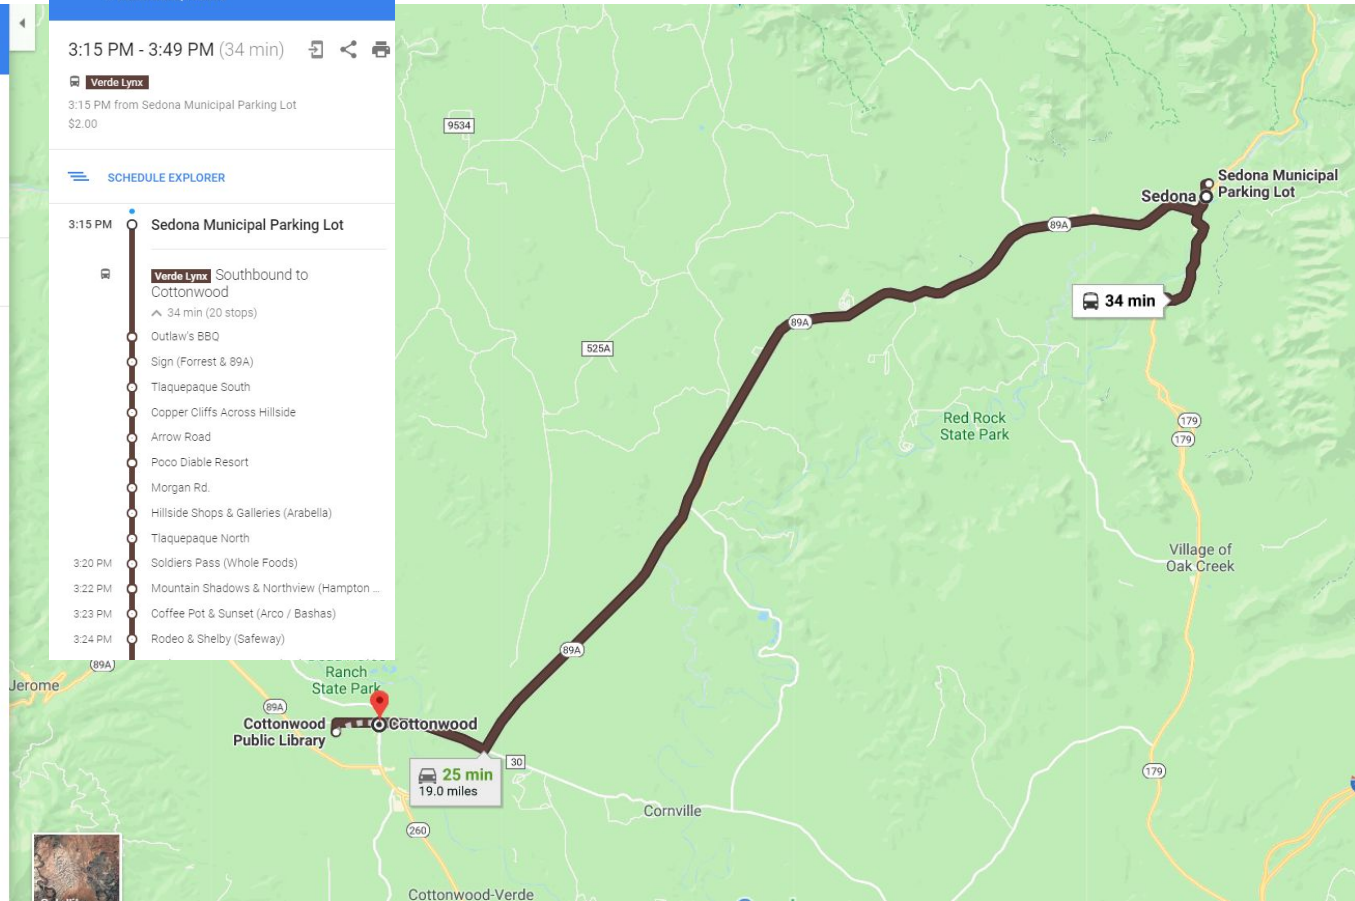 3:15 PM - 3:49 PM (34 min)
Verde Lynx
3:15 PM from Sedona Municipal Parking Lot
$2.00
SCHEDULE EXPLORER
3:15 PM Sedona Municipal Parking Lot
Verde Lynx Southbound to
Cottonwood
34 min (20 stops)
Outlaw's BBQ
Sign (Forrest & 89A)
Tlaquepaque South
Copper Cliffs Across Hillside
Arrow Road
Poco Diable Resort
Morgan Rd.
Hillside Shops & Galleries (Arabella)
Tlaquepaque North
3:20 PM Soldiers Pass (Whole Foods)
3:22 PM Mountain Shadows & Northview (Hampton ...
3:23 PM Coffee Pot & Sunset (Arco / Bashas)
3:24 PM Rodeo & Shelby (Safeway)
9534
Sedona Municipal
Parking Lot
Sedona
89A
34 min
89A
525A
Red Rock
State Park
179
179
Village of
Oak Creek
89A
89A
Jerome
Ranch
State Park
89A
Cottonwood
Public Library
Cottonwood
30
25 min
19.0 miles
179
Cornville
260
Cottonwood-Verde